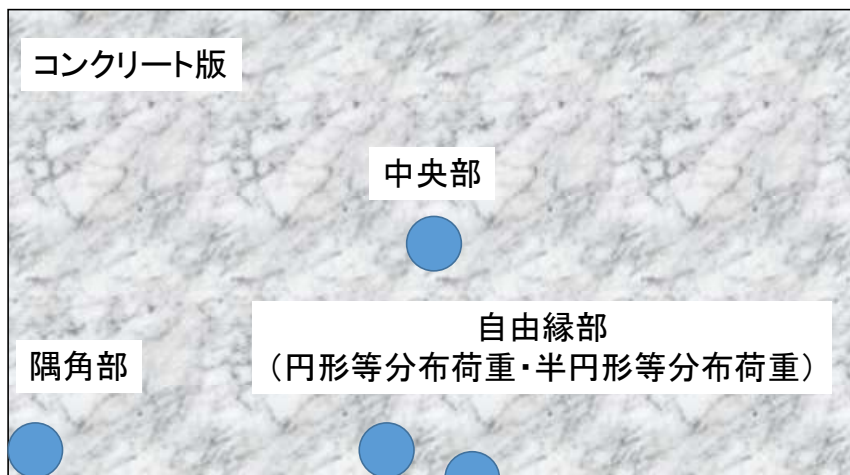 コンクリート版
中央部
自由縁部
（円形等分布荷重・半円形等分布荷重）
隅角部